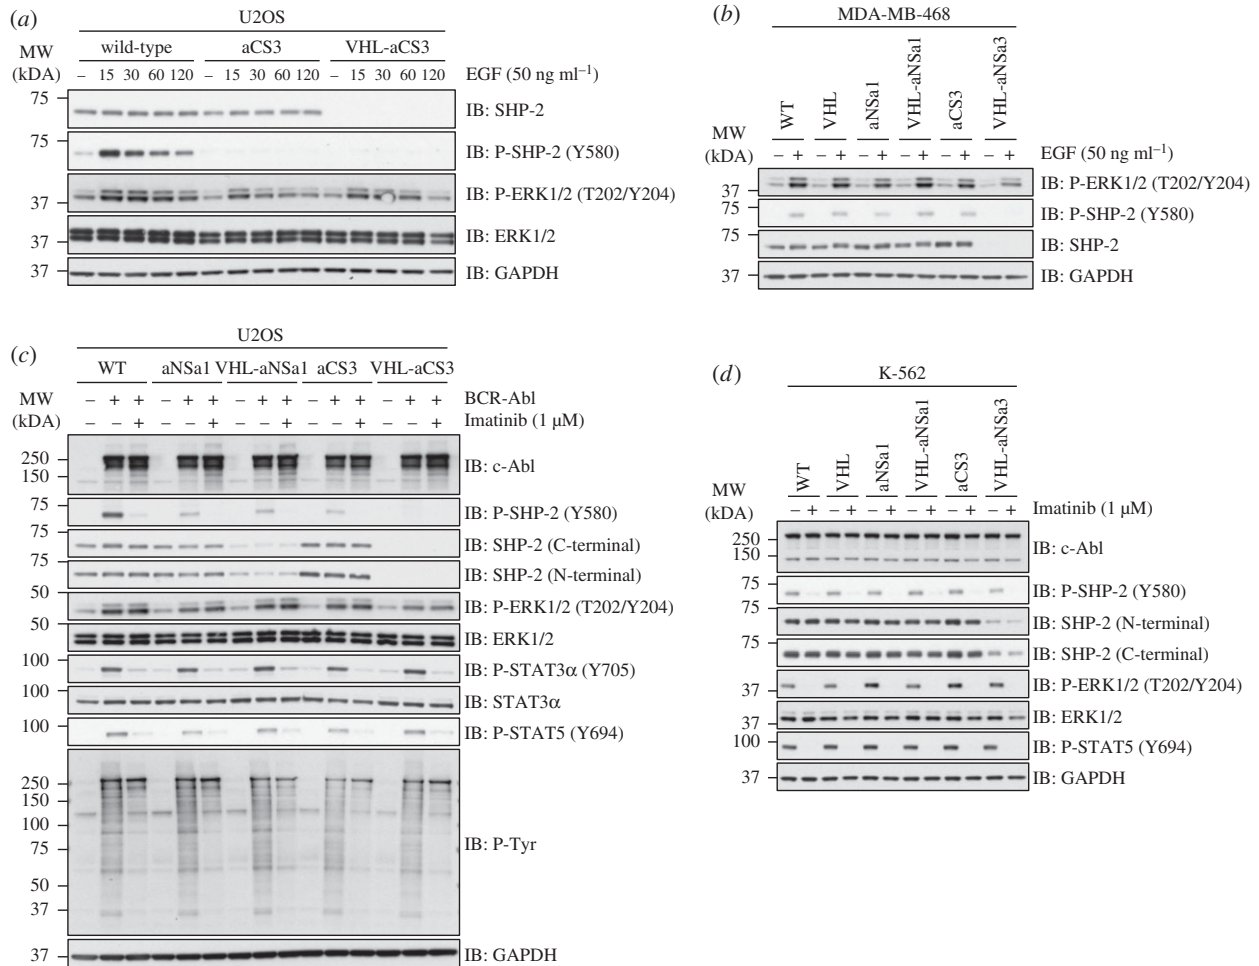 (a)
U2OS
MW
(kDA)
wild-type aCS3 VHL-aCS3
– 15 30 60 120 – 15 30 60 120 – 15 30 60 120 EGF (50 ng ml⁻¹)
75 IB: SHP-2
75 IB: P-SHP-2 (Y580)
37 IB: P-ERK1/2 (T202/Y204)
37 IB: ERK1/2
37 IB: GAPDH
(b)
MDA-MB-468
MW
(kDA)
WT VHL aNSa1 VHL-aNSa1 aCS3 VHL-aNSa3
– + – + – + – + – + – + EGF (50 ng ml⁻¹)
37 IB: P-ERK1/2 (T202/Y204)
75 IB: P-SHP-2 (Y580)
75 IB: SHP-2
37 IB: GAPDH
(c)
U2OS
WT aNSa1 VHL-aNSa1 aCS3 VHL-aCS3
MW
(kDA)
– + + – + + – + + – + + – + + BCR-Abl
– – + – – + – – + – – + – – + Imatinib (1 μM)
250
150
IB: c-Abl
75 IB: P-SHP-2 (Y580)
75 IB: SHP-2 (C-terminal)
IB: SHP-2 (N-terminal)
50 IB: P-ERK1/2 (T202/Y204)
50 IB: ERK1/2
100 IB: P-STAT3α (Y705)
100 IB: STAT3α
100 IB: P-STAT5 (Y694)
250
150
100
75
50
37
IB: P-Tyr
37 IB: GAPDH
(d)
K-562
MW
(kDA)
WT VHL aNSa1 VHL-aNSa1 aCS3 VHL-aNSa3
– + – + – + – + – + – + Imatinib (1 μM)
250
150
IB: c-Abl
75 IB: P-SHP-2 (Y580)
75 IB: SHP-2 (N-terminal)
75 IB: SHP-2 (C-terminal)
37 IB: P-ERK1/2 (T202/Y204)
37 IB: ERK1/2
100 IB: P-STAT5 (Y694)
37 IB: GAPDH